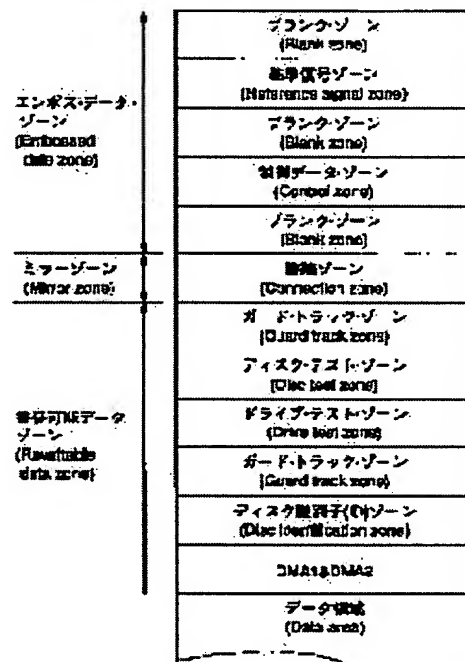 ブランク・ゾーン
(Blank zone)
基準信号ゾーン
(Reference signal zone)
エンボス・データ・
ゾーン
(Embossed
data zone)
ブランク・ゾーン
(Blank zone)
制御データ・ゾーン
(Control zone)
ブランク・ゾーン
(Blank zone)
ミラーゾーン
(Mirror zone)
接続ゾーン
(Connection zone)
ガード・トラック・ゾーン
(Guard track zone)
ディスク・テスト・ゾーン
(Disc test zone)
書換可能データ
ゾーン
(Rewritable
data zone)
ドライブ・テスト・ゾーン
(Drive test zone)
ガード・トラック・ゾーン
(Guard track zone)
ディスク識別子(ID)ゾーン
(Disc identification zone)
DMA1&DMA2
データ領域
(Data area)